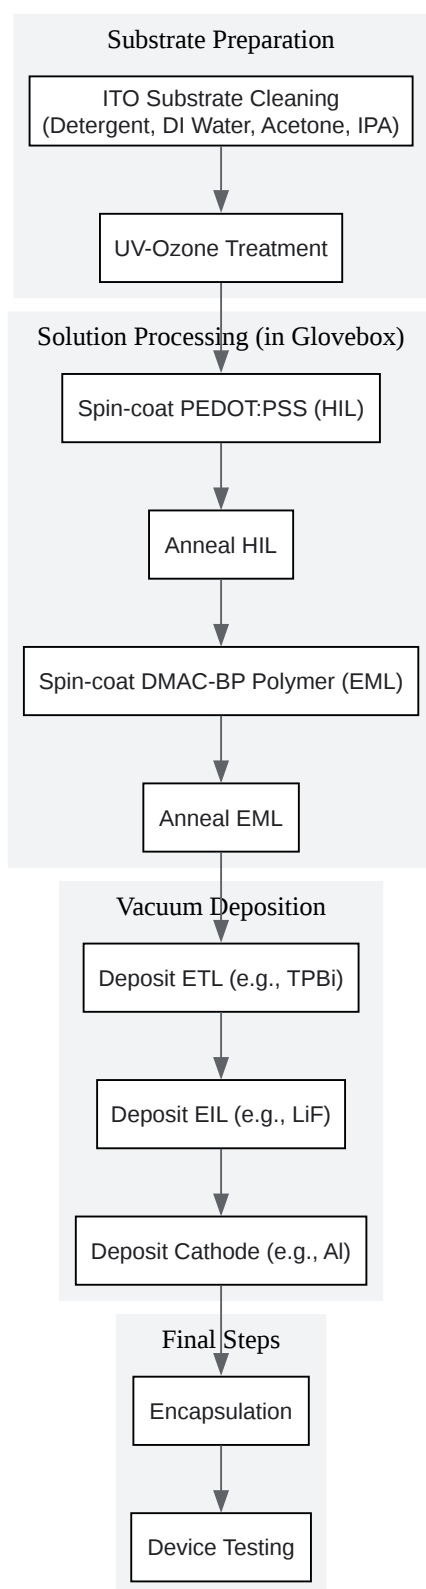 Substrate Preparation
ITO Substrate Cleaning
(Detergent, DI Water, Acetone, IPA)
UV-Ozone Treatment
Solution Processing (in Glovebox)
Spin-coat PEDOT:PSS (HIL)
Anneal HIL
Spin-coat DMAC-BP Polymer (EML)
Anneal EML
Vacuum Deposition
Deposit ETL (e.g., TPBi)
Deposit EIL (e.g., LiF)
Deposit Cathode (e.g., Al)
Final Steps
Encapsulation
Device Testing